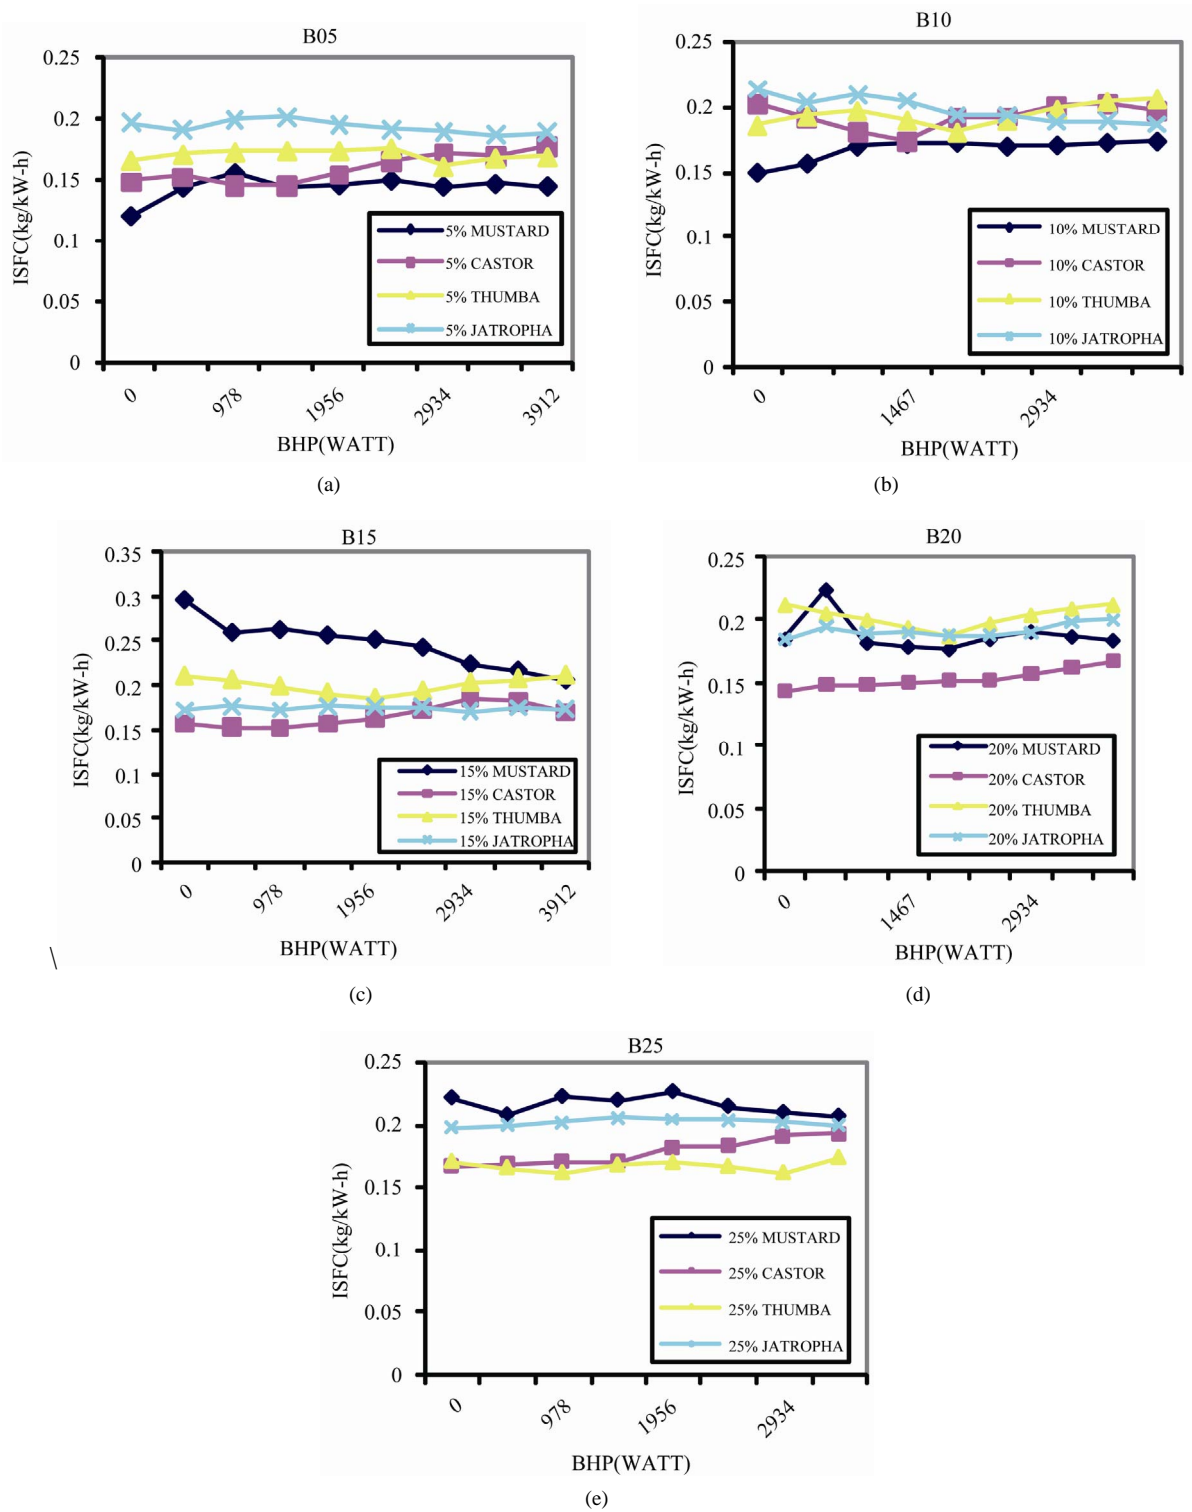 B05
0.25
0.2
0.15
0.1
0.05
0
ISFC(kg/kW-h)
5% MUSTARD
5% CASTOR
5% THUMBA
5% JATROPHA
0
978
1956
2934
3912
BHP(WATT)
(a)
B10
0.25
0.2
0.15
0.1
0.05
0
ISFC(kg/kW-h)
10% MUSTARD
10% CASTOR
10% THUMBA
10% JATROPHA
0
1467
2934
BHP(WATT)
(b)
B15
0.35
0.3
0.25
0.2
0.15
0.1
0.05
0
ISFC(kg/kW-h)
15% MUSTARD
15% CASTOR
15% THUMBA
15% JATROPHA
0
978
1956
2934
3912
BHP(WATT)
\
(c)
B20
0.25
0.2
0.15
0.1
0.05
0
ISFC(kg/kW-h)
20% MUSTARD
20% CASTOR
20% THUMBA
20% JATROPHA
0
1467
2934
BHP(WATT)
(d)
B25
0.25
0.2
0.15
0.1
0.05
0
ISFC(kg/kW-h)
25% MUSTARD
25% CASTOR
25% THUMBA
25% JATROPHA
0
978
1956
2934
BHP(WATT)
(e)